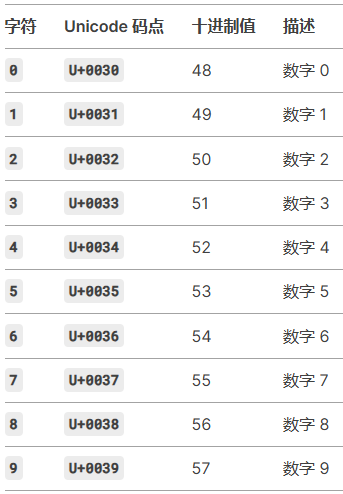 字符 Unicode 码点 十进制值 描述
0 U+0030 48 数字 0
1 U+0031 49 数字 1
2 U+0032 50 数字 2
3 U+0033 51 数字 3
4 U+0034 52 数字 4
5 U+0035 53 数字 5
6 U+0036 54 数字 6
7 U+0037 55 数字 7
8 U+0038 56 数字 8
9 U+0039 57 数字 9